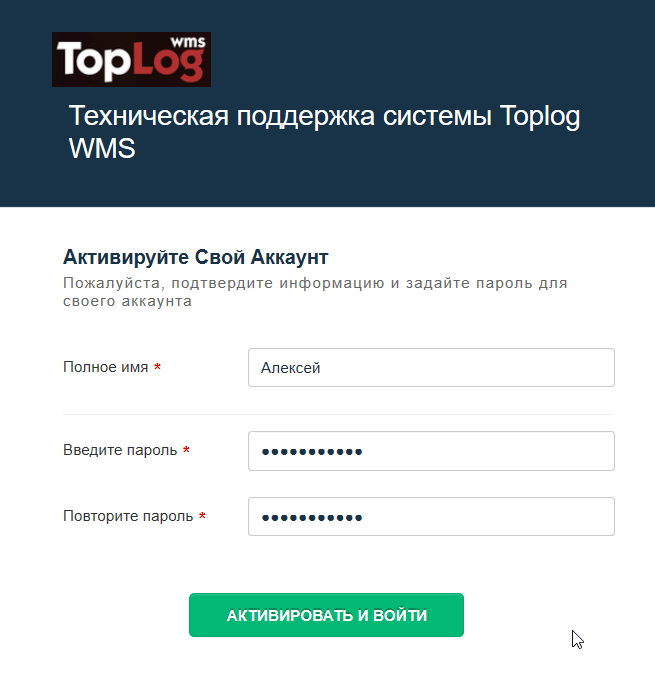 wms
TopLog
Техническая поддержка системы Toplog
WMS
Активируйте Свой Аккаунт
Пожалуйста, подтвердите информацию и задайте пароль для
своего аккаунта
Полное имя *
Алексей
Введите пароль *
•••••••••••
Повторите пароль *
•••••••••••
АКТИВИРОВАТЬ И ВОЙТИ